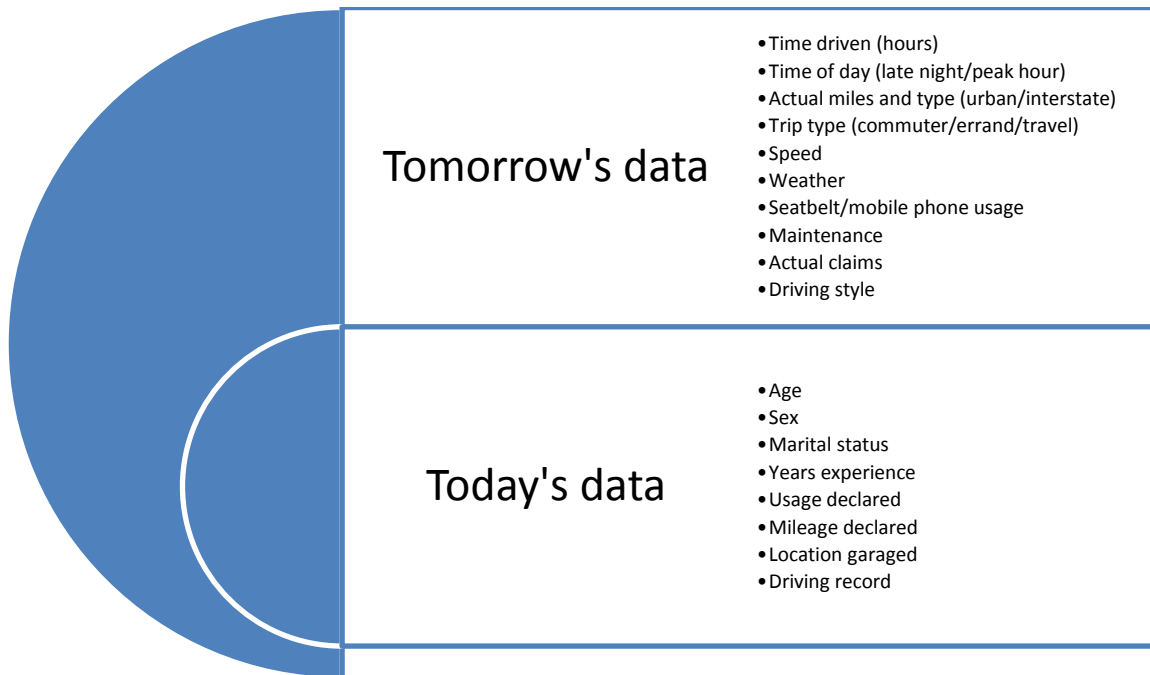 Tomorrow's data
•Time driven (hours)
•Time of day (late night/peak hour)
•Actual miles and type (urban/interstate)
•Trip type (commuter/errand/travel)
•Speed
•Weather
•Seatbelt/mobile phone usage
•Maintenance
•Actual claims
•Driving style
Today's data
•Age
•Sex
•Marital status
•Years experience
•Usage declared
•Mileage declared
•Location garaged
•Driving record